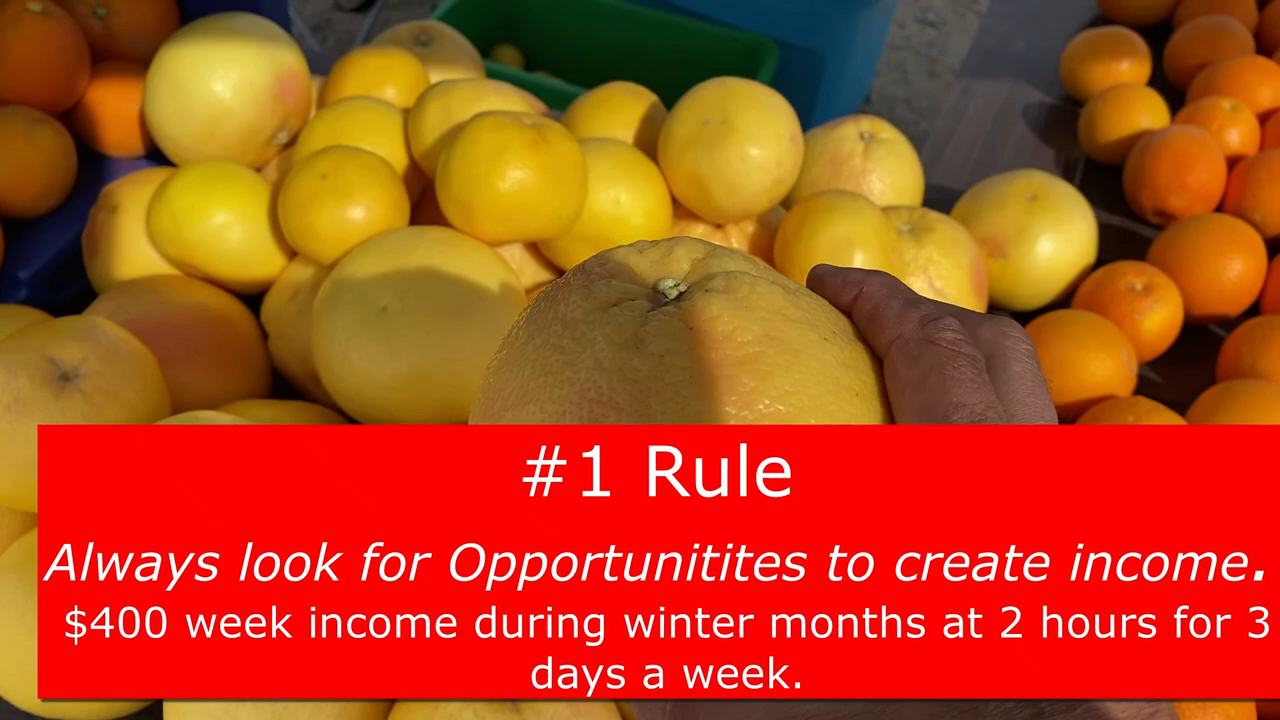 #1 Rule
Always look for Opportunitites to create income.
$400 week income during winter months at 2 hours for 3
days a week.